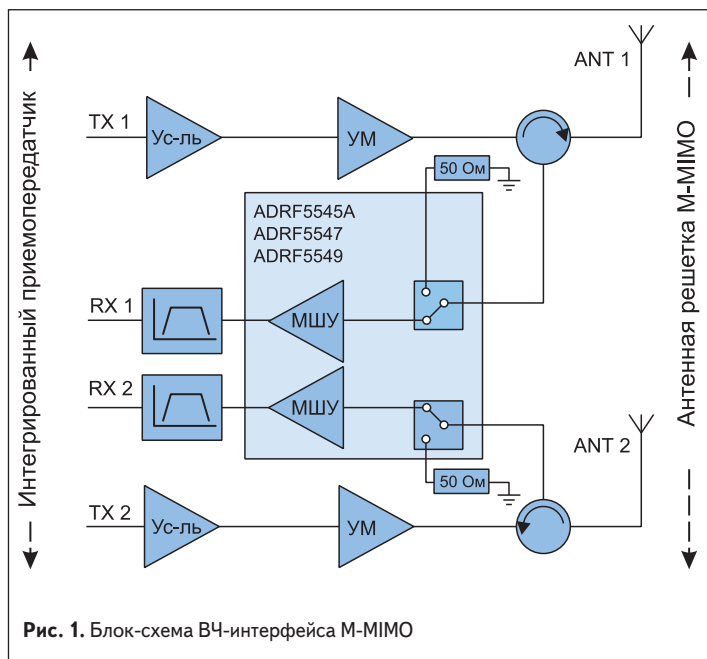 Интегрированный приемопередатчик
ANT 1
TX 1
Ус-ль
УМ
50 Ом
ADRF5545A
ADRF5547
ADRF5549
RX 1
МШУ
RX 2
МШУ
ANT 2
50 Ом
TX 2
Ус-ль
УМ
Антенная решетка M-MIMO
Рис. 1. Блок-схема ВЧ-интерфейса M-MIMO